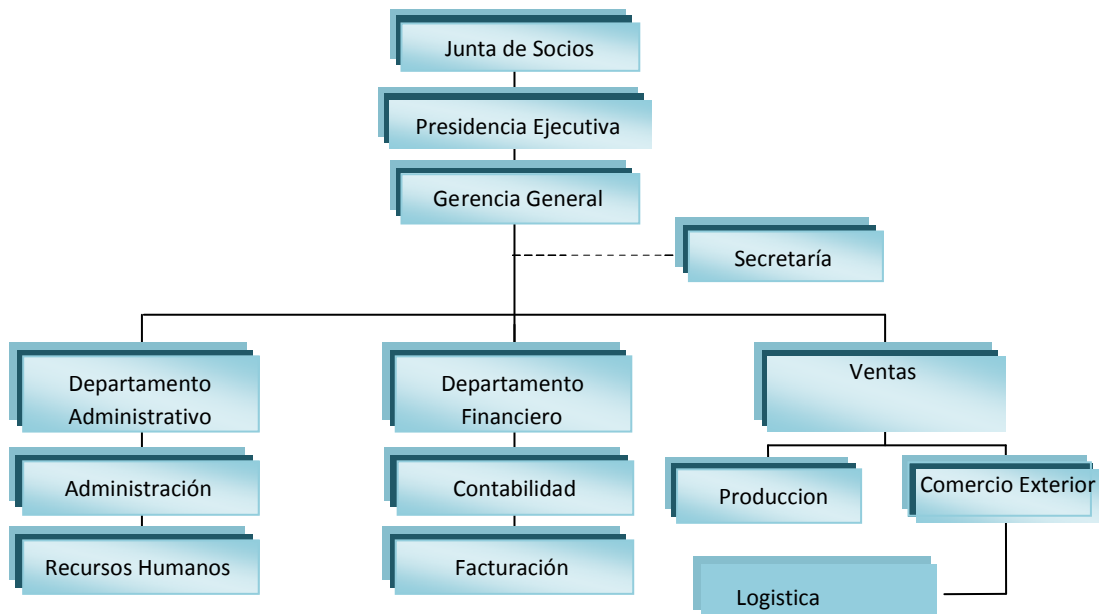 Junta de Socios
Presidencia Ejecutiva
Gerencia General
Secretaría
Departamento
Administrativo
Departamento
Financiero
Ventas
Administración
Contabilidad
Produccion
Comercio Exterior
Recursos Humanos
Facturación
Logistica